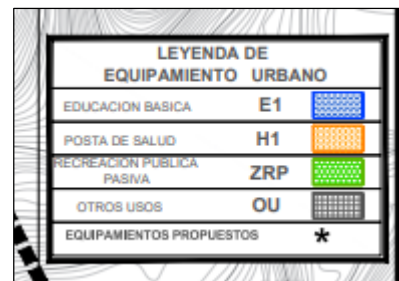 LEYENDA DE
EQUIPAMIENTO URBANO
EDUCACION BASICA E1
POSTA DE SALUD H1
RECREACION PUBLICA
PASIVA ZRP
OTROS USOS OU
EQUIPAMIENTOS PROPUESTOS *